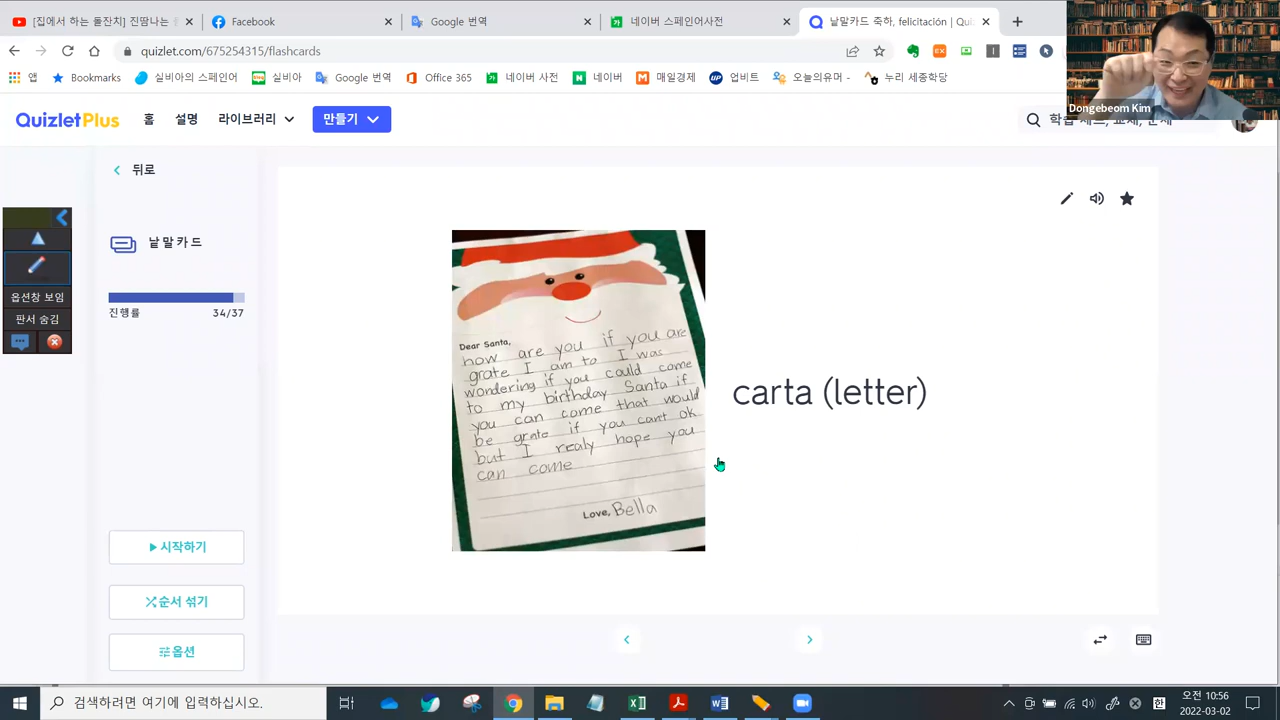 [집에서 하는 돌잔치] 진땀나는 돌
Facebook
Google 번역
네이버 스페인어사전
낱말카드 죽하, felicitación | Qui
quizlet.com/675254315/flashcards
앱
Bookmarks
실비아의 스페인어
실비아
Google 번역
Office 365
네이버 사전
네이버
매일경제
업비트
오늘의유머 -
누리 세종학당
Dongebeom Kim
QuizletPlus
홈
설명
라이브러리
만들기
뒤로
낱말카드
진행률
34/37
옵션창 보임
판서 숨김
Dear Santa,
how are you if you are
grate I am to I was
wondering if you could come
to my birthday Santa if
you can come that would
be grate if you cant ok
but I realy hope you
can come
Love, Bella
carta (letter)
시작하기
순서 섞기
옵션
검색하려면 여기에 입력하십시오.
한
오전 10:56
2022-03-02